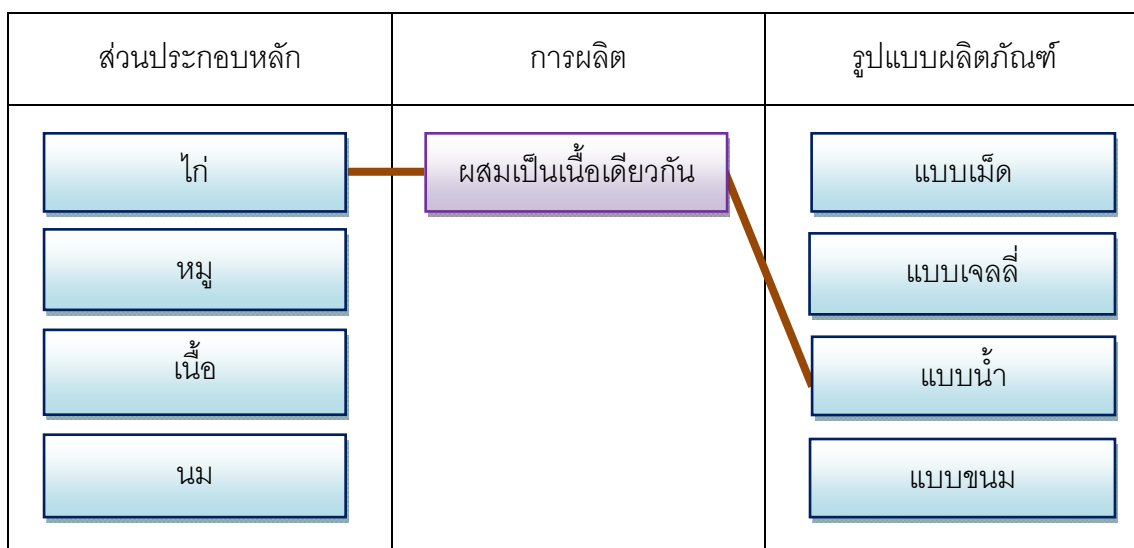 ส่วนประกอบหลัก การผลิต รูปแบบผลิตภัณฑ์
ไก่ ผสมเป็นเนื้อเดียวกัน แบบเม็ด
หมู แบบเจลลี่
เนื้อ แบบน้ำ
นม แบบขนม